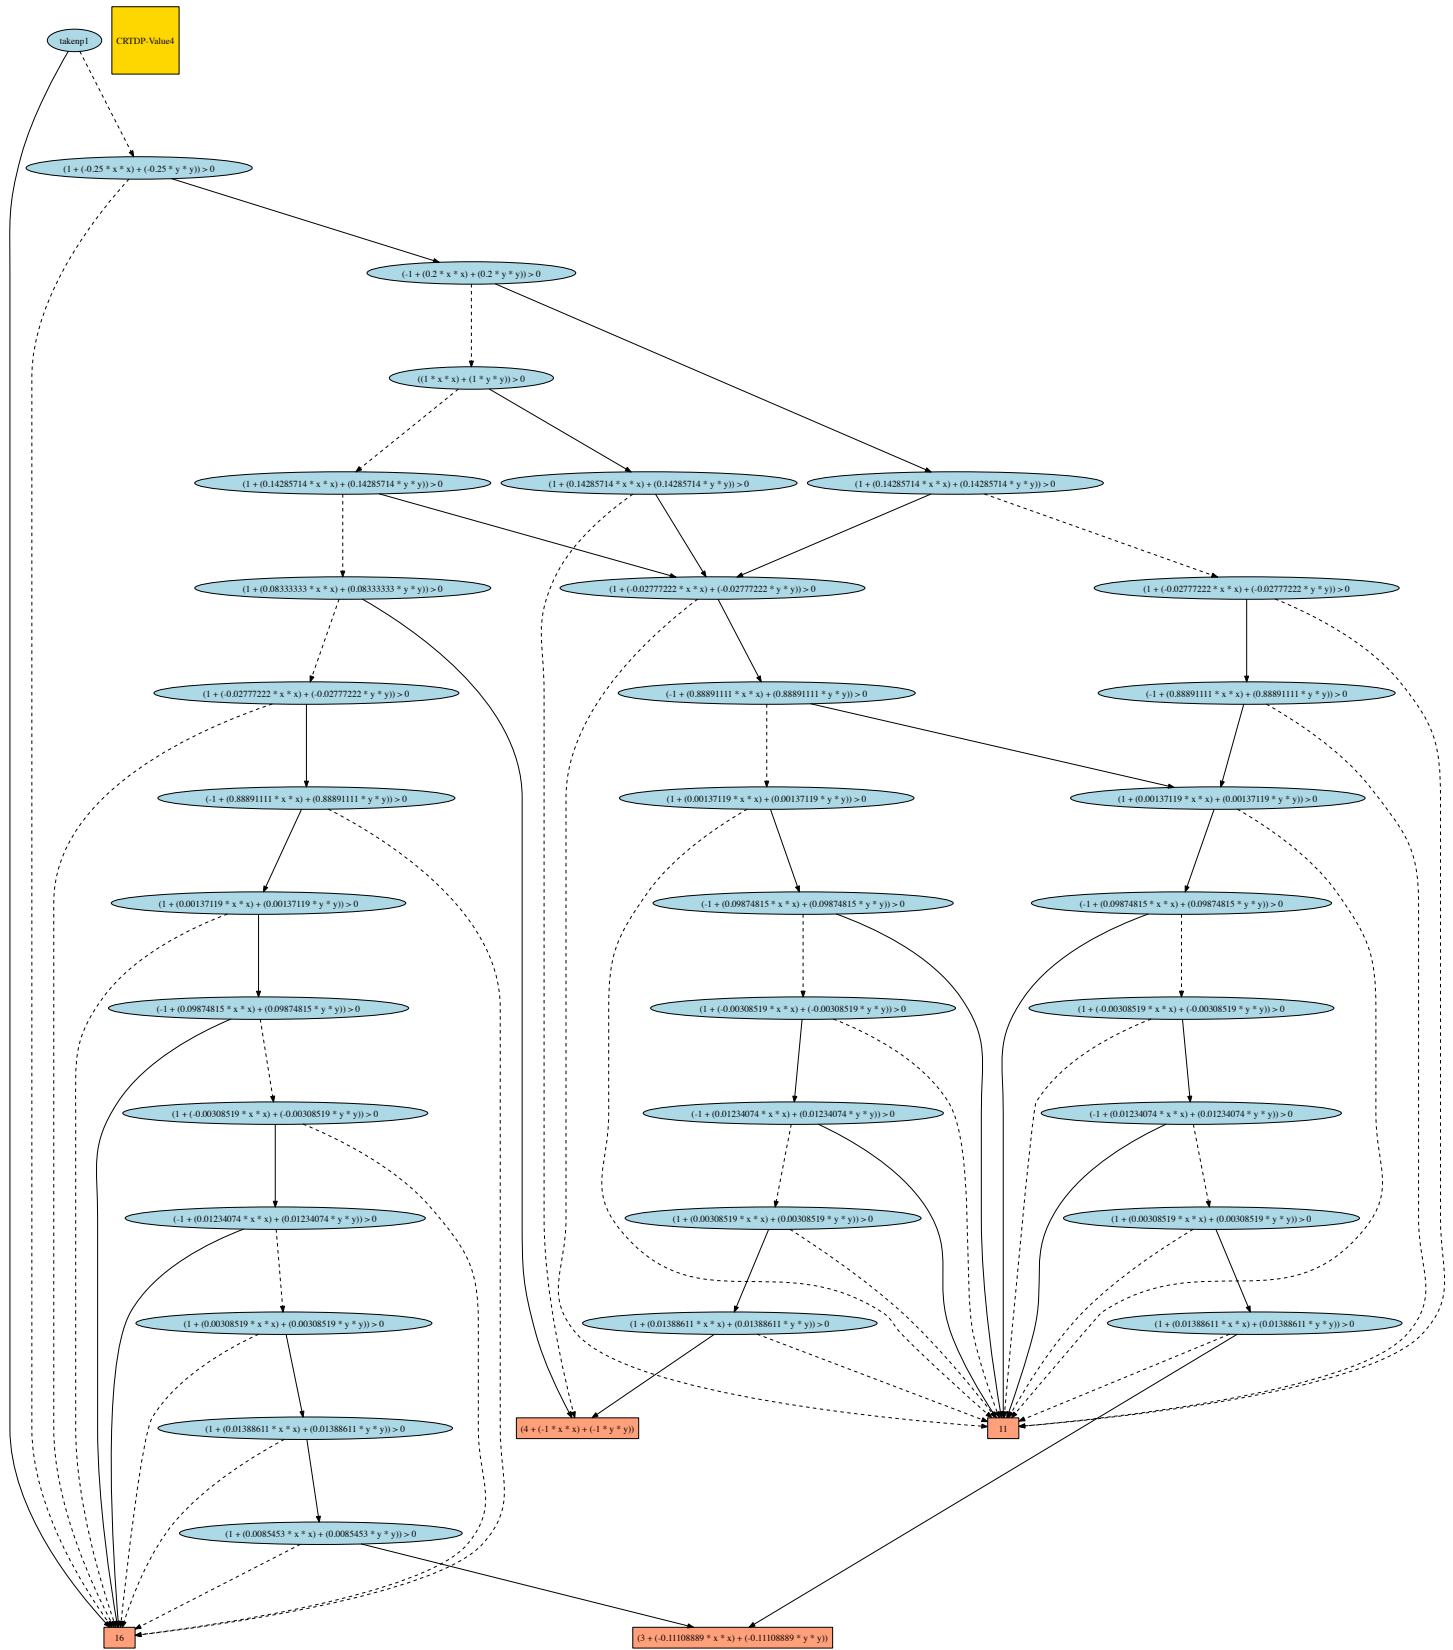 takenp1
CRTDP-Value4
(1 + (-0.25 * x * x) + (-0.25 * y * y)) > 0
(-1 + (0.2 * x * x) + (0.2 * y * y)) > 0
((1 * x * x) + (1 * y * y)) > 0
(1 + (0.14285714 * x * x) + (0.14285714 * y * y)) > 0
(1 + (0.14285714 * x * x) + (0.14285714 * y * y)) > 0
(1 + (0.14285714 * x * x) + (0.14285714 * y * y)) > 0
(1 + (0.08333333 * x * x) + (0.08333333 * y * y)) > 0
(1 + (-0.02777222 * x * x) + (-0.02777222 * y * y)) > 0
(1 + (-0.02777222 * x * x) + (-0.02777222 * y * y)) > 0
(1 + (-0.02777222 * x * x) + (-0.02777222 * y * y)) > 0
(-1 + (0.88891111 * x * x) + (0.88891111 * y * y)) > 0
(-1 + (0.88891111 * x * x) + (0.88891111 * y * y)) > 0
(-1 + (0.88891111 * x * x) + (0.88891111 * y * y)) > 0
(1 + (0.00137119 * x * x) + (0.00137119 * y * y)) > 0
(1 + (0.00137119 * x * x) + (0.00137119 * y * y)) > 0
(1 + (0.00137119 * x * x) + (0.00137119 * y * y)) > 0
(-1 + (0.09874815 * x * x) + (0.09874815 * y * y)) > 0
(-1 + (0.09874815 * x * x) + (0.09874815 * y * y)) > 0
(-1 + (0.09874815 * x * x) + (0.09874815 * y * y)) > 0
(1 + (-0.00308519 * x * x) + (-0.00308519 * y * y)) > 0
(1 + (-0.00308519 * x * x) + (-0.00308519 * y * y)) > 0
(1 + (-0.00308519 * x * x) + (-0.00308519 * y * y)) > 0
(-1 + (0.01234074 * x * x) + (0.01234074 * y * y)) > 0
(-1 + (0.01234074 * x * x) + (0.01234074 * y * y)) > 0
(-1 + (0.01234074 * x * x) + (0.01234074 * y * y)) > 0
(1 + (0.00308519 * x * x) + (0.00308519 * y * y)) > 0
(1 + (0.00308519 * x * x) + (0.00308519 * y * y)) > 0
(1 + (0.00308519 * x * x) + (0.00308519 * y * y)) > 0
(1 + (0.01388611 * x * x) + (0.01388611 * y * y)) > 0
(1 + (0.01388611 * x * x) + (0.01388611 * y * y)) > 0
(1 + (0.01388611 * x * x) + (0.01388611 * y * y)) > 0
(4 + (-1 * x * x) + (-1 * y * y))
11
(1 + (0.0085453 * x * x) + (0.0085453 * y * y)) > 0
16
(3 + (-0.11108889 * x * x) + (-0.11108889 * y * y))